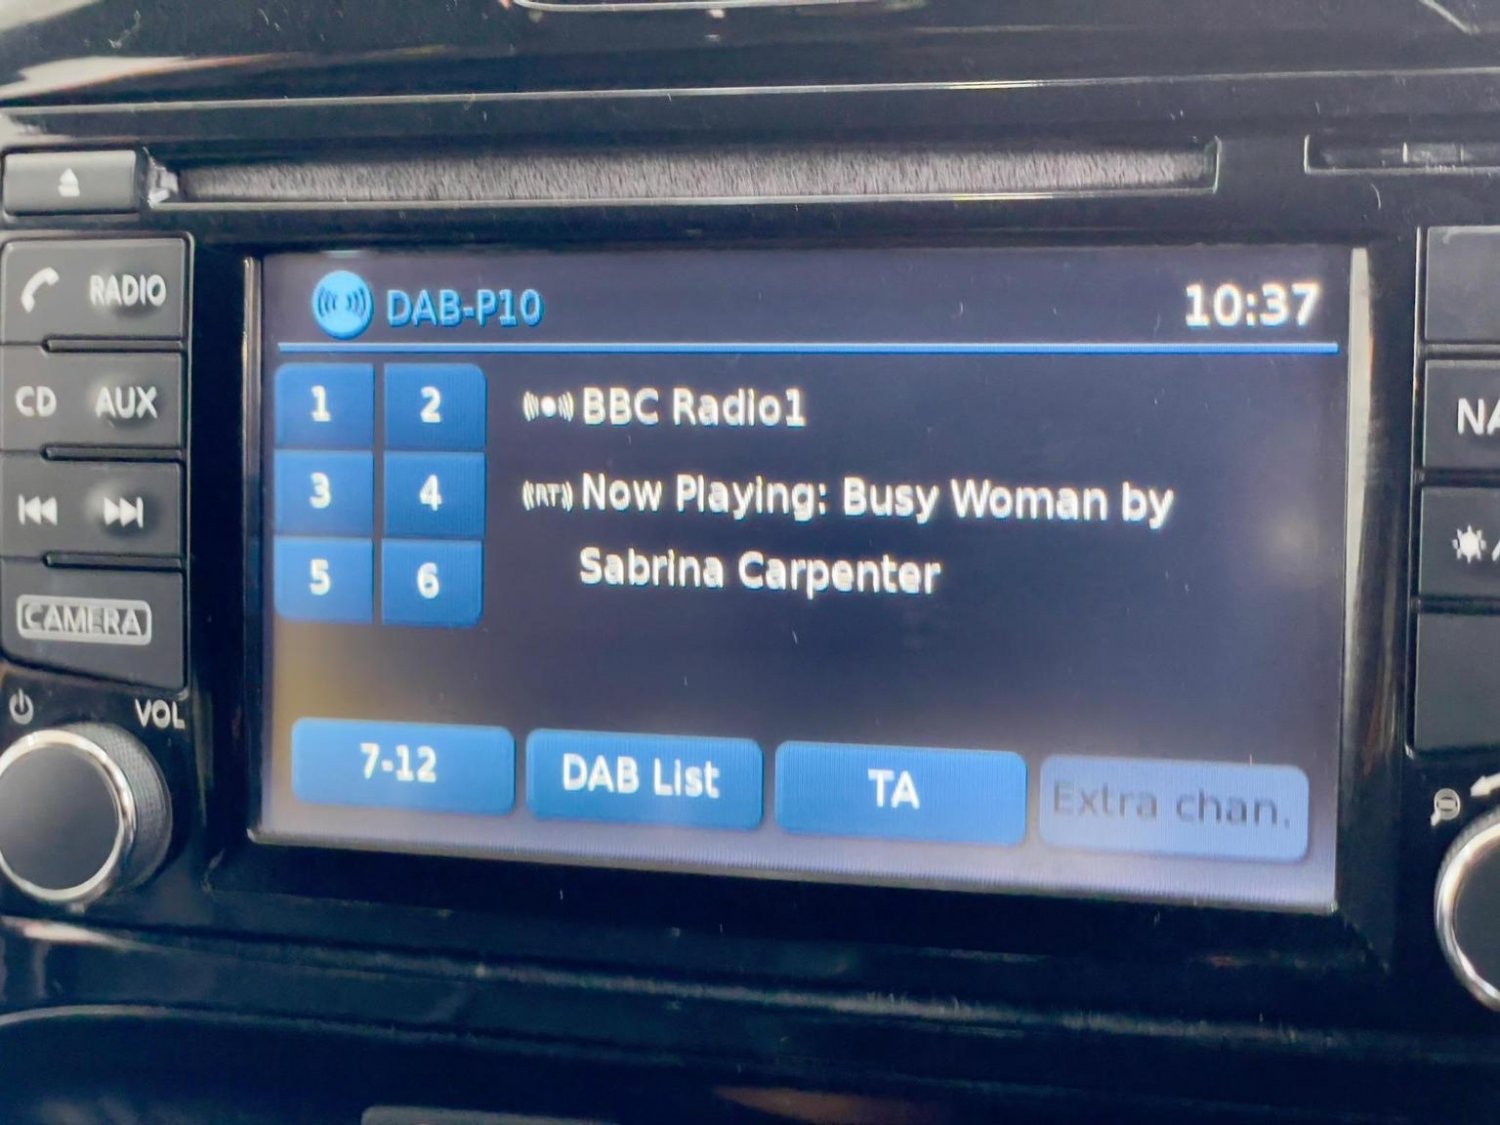 RADIO
CD AUX
CAMERA
VOL
DAB-P10 10:37
1 2
3 4
5 6
BBC Radio1
(RT) Now Playing: Busy Woman by
Sabrina Carpenter
7-12 DAB List TA Extra chan.